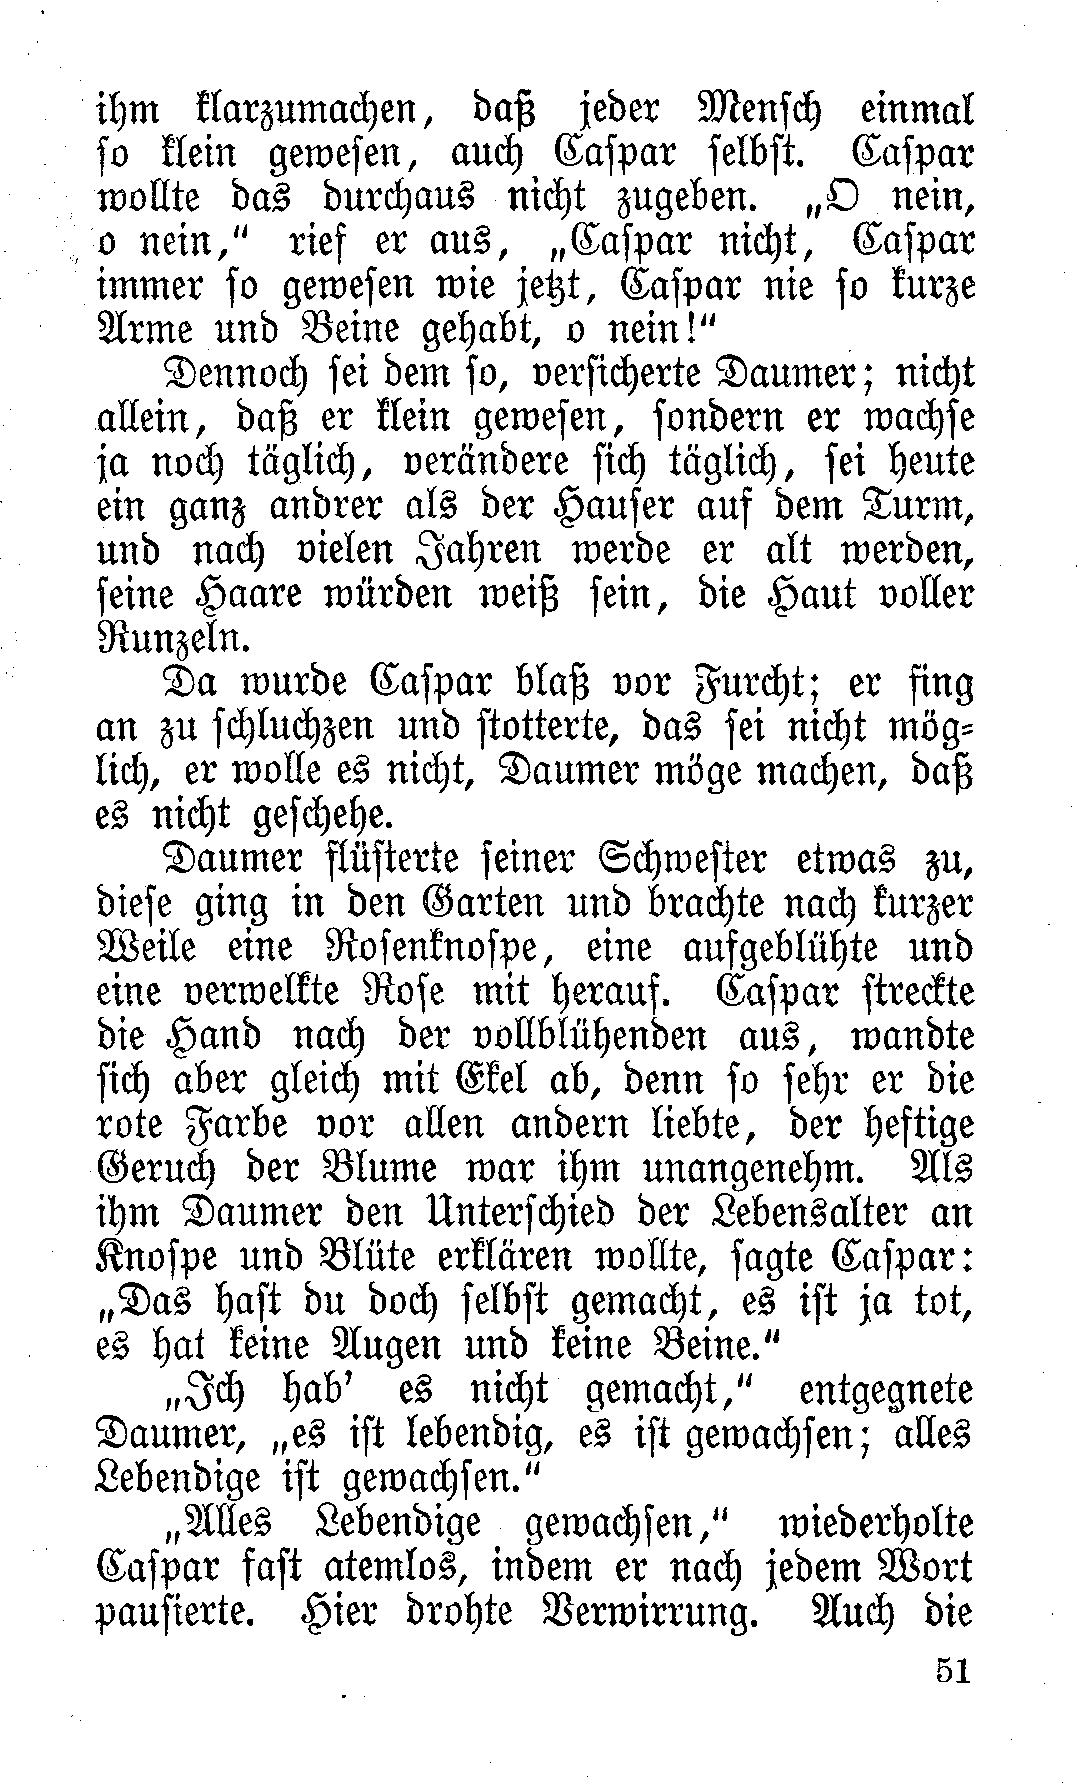 ihm klarzumachen, daß jeder Mensch einmal
so klein gewesen, auch Caspar selbst. Caspar
wollte das durchaus nicht zugeben. „O nein,
o nein,“ rief er aus, „Caspar nicht, Caspar
immer so gewesen wie jetzt, Caspar nie so kurze
Arme und Beine gehabt, o nein!“
Dennoch sei dem so, versicherte Daumer; nicht
allein, daß er klein gewesen, sondern er wachse
ja noch täglich, verändere sich täglich, sei heute
ein ganz andrer als der Hauser auf dem Turm,
und nach vielen Jahren werde er alt werden,
seine Haare würden weiß sein, die Haut voller
Runzeln.
Da wurde Caspar blaß vor Furcht; er fing
an zu schluchzen und stotterte, das sei nicht mög-
lich, er wolle es nicht, Daumer möge machen, daß
es nicht geschehe.
Daumer flüsterte seiner Schwester etwas zu,
diese ging in den Garten und brachte nach kurzer
Weile eine Rosenknospe, eine aufgeblühte und
eine verwelkte Rose mit herauf. Caspar streckte
die Hand nach der vollblühenden aus, wandte
sich aber gleich mit Ekel ab, denn so sehr er die
rote Farbe vor allen andern liebte, der heftige
Geruch der Blume war ihm unangenehm. Als
ihm Daumer den Unterschied der Lebensalter an
Knospe und Blüte erklären wollte, sagte Caspar:
„Das hast du doch selbst gemacht, es ist ja tot,
es hat keine Augen und keine Beine.“
„Ich hab’ es nicht gemacht,“ entgegnete
Daumer, „es ist lebendig, es ist gewachsen; alles
Lebendige ist gewachsen.“
„Alles Lebendige gewachsen,“ wiederholte
Caspar fast atemlos, indem er nach jedem Wort
pausierte. Hier drohte Verwirrung. Auch die
51